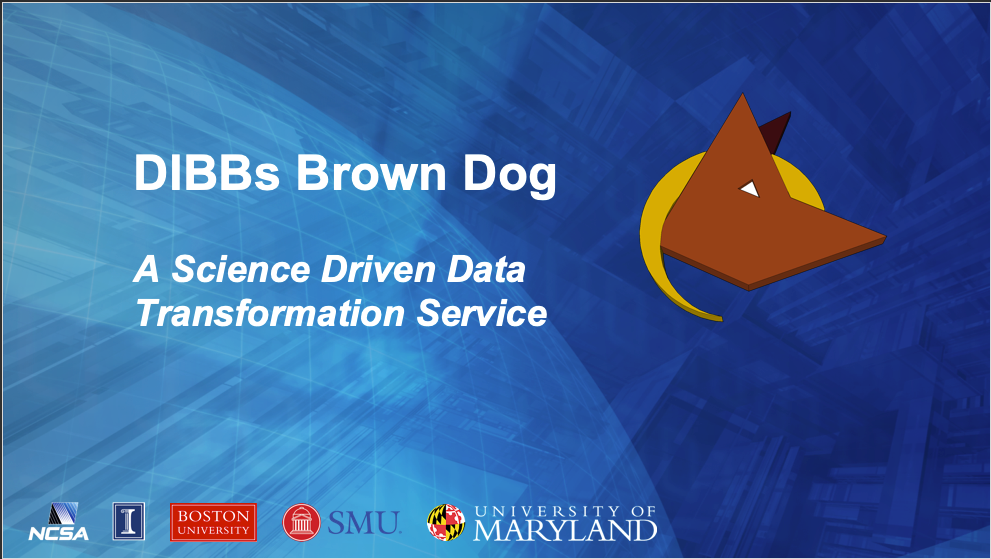 DIBBs Brown Dog
A Science Driven Data
Transformation Service
NCSA
I
BOSTON
UNIVERSITY
SMU.
UNIVERSITY OF
MARYLAND